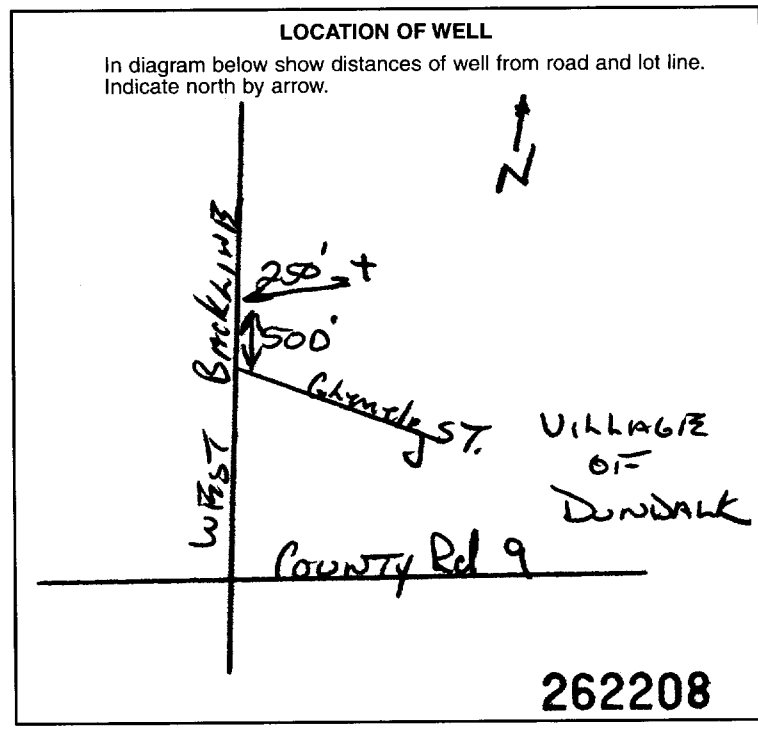 LOCATION OF WELL
In diagram below show distances of well from road and lot line.
Indicate north by arrow.
N
WEST BACKLINE
250'
500'
ST.
VILLAGE
OF
DUNDALK
COUNTY Rd 9
262208